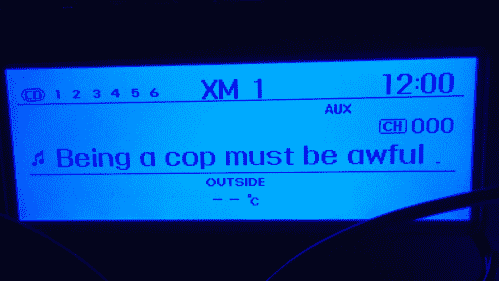 CD 1 2 3 4 5 6 XM 1 12:00
AUX
CH 000
♫ Being a cop must be awful .
OUTSIDE
-- °C